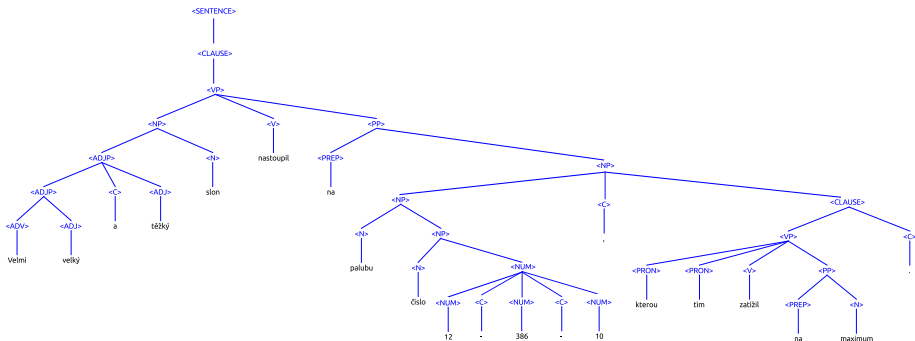 <SENTENCE>
<CLAUSE>
<VP>
<NP> <V> <PP>
<ADJP> <N> nastoupil <PREP> <NP>
<ADJP> <C> <ADJ> slon na <NP> <C> <CLAUSE>
<ADV> <ADJ> a těžký <N> <NP> , <VP> <C>
Velmi velký palubu <N> <NUM> <PRON> <PRON> <V> <PP> .
číslo <NUM> <C> <NUM> <C> <NUM> kterou tim zatížil <PREP> <N>
12 - 386 - 10 na maximum